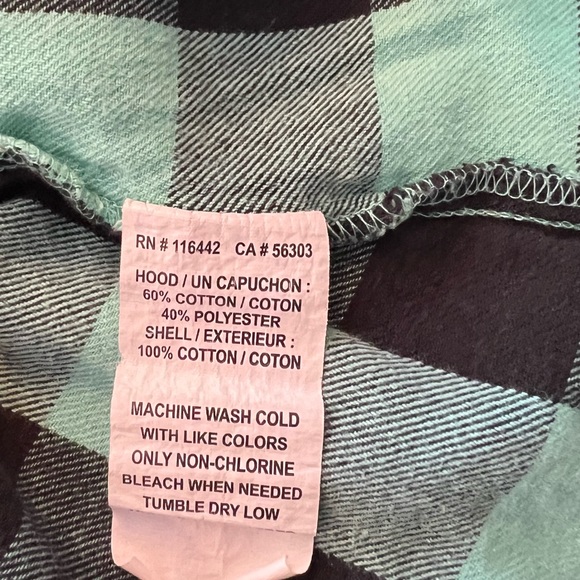 RN # 116442 CA # 56303
HOOD / UN CAPUCHON :
60% COTTON / COTON
40% POLYESTER
SHELL / EXTERIEUR :
100% COTTON / COTON
MACHINE WASH COLD
WITH LIKE COLORS
ONLY NON-CHLORINE
BLEACH WHEN NEEDED
TUMBLE DRY LOW